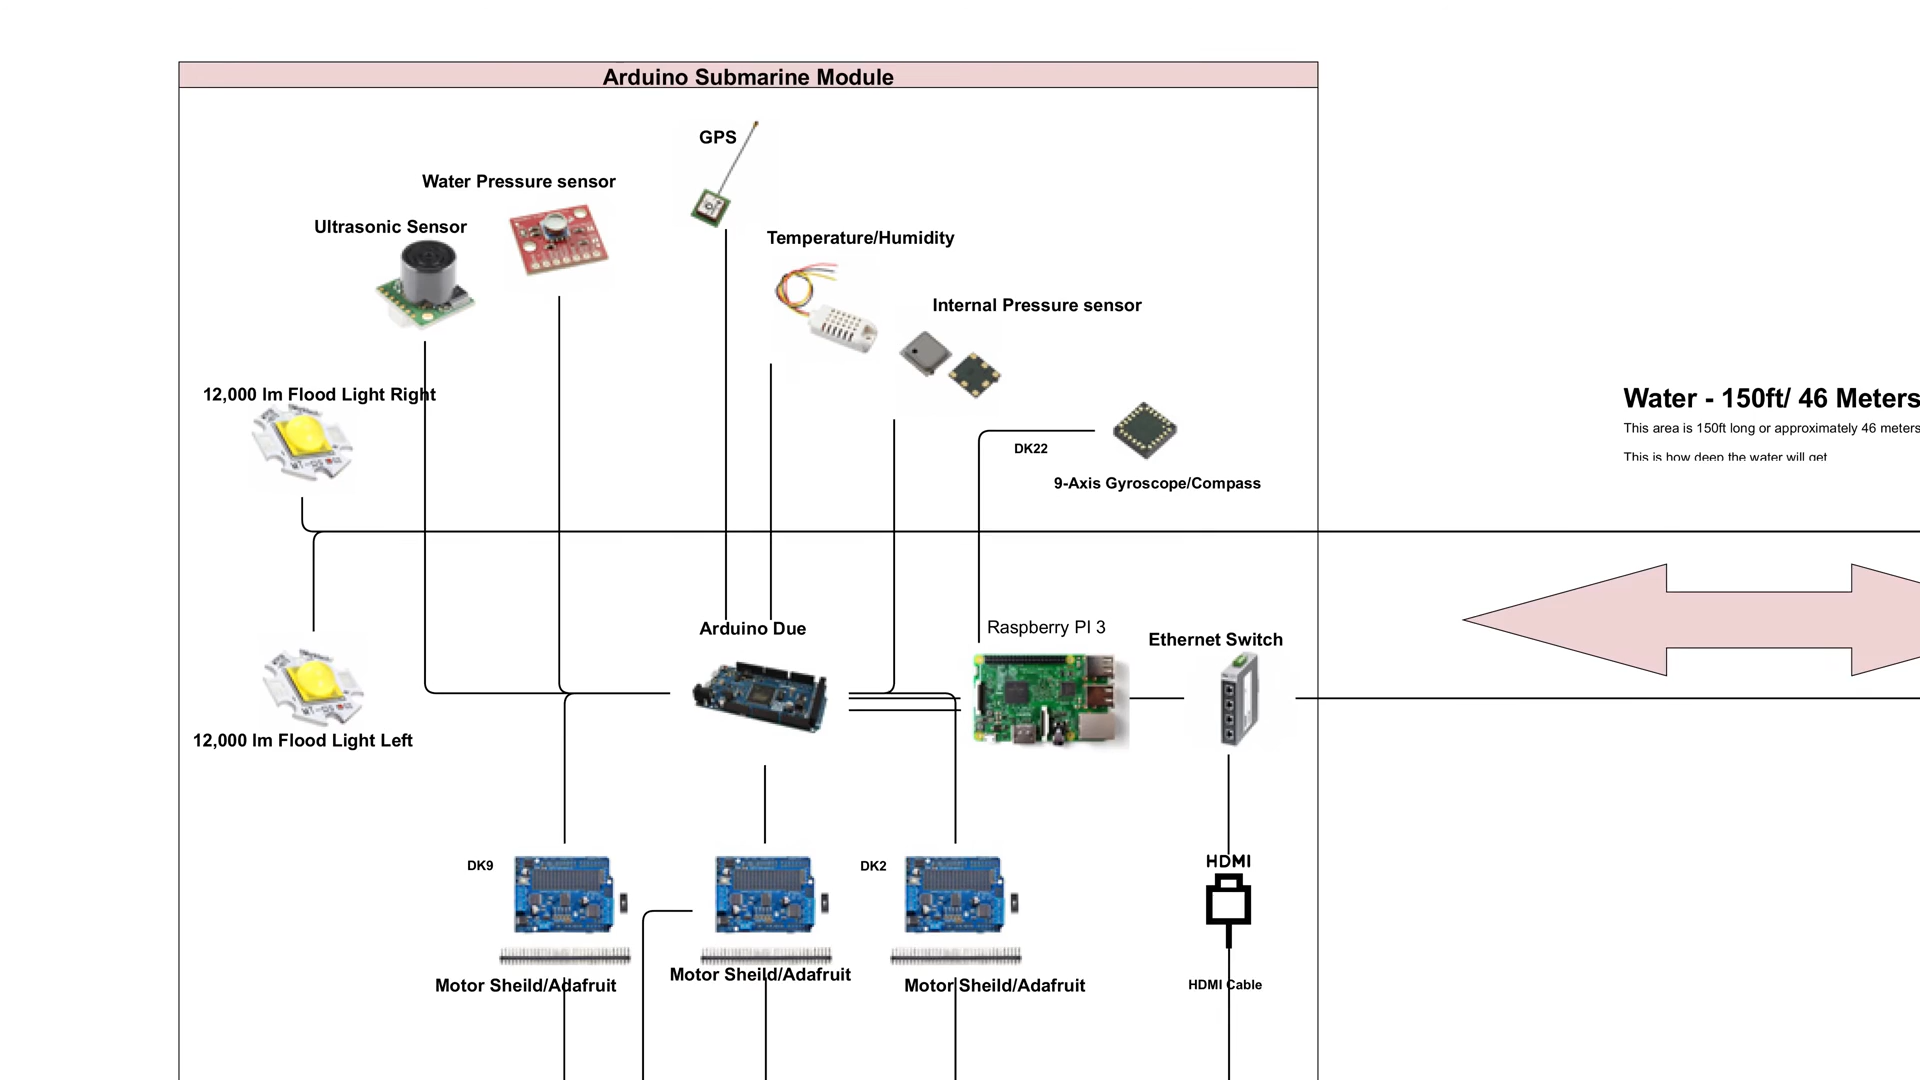 Arduino Submarine Module
GPS
Water Pressure sensor
Ultrasonic Sensor
Temperature/Humidity
Internal Pressure sensor
12,000 lm Flood Light Right
Water - 150ft/ 46 Meters
This area is 150ft long or approximately 46 meters
This is how deep the water will get
DK22
9-Axis Gyroscope/Compass
Arduino Due
Raspberry PI 3
Ethernet Switch
12,000 lm Flood Light Left
DK9
DK2
HDMI
Motor Sheild/Adafruit
Motor Sheild/Adafruit
Motor Sheild/Adafruit
HDMI Cable